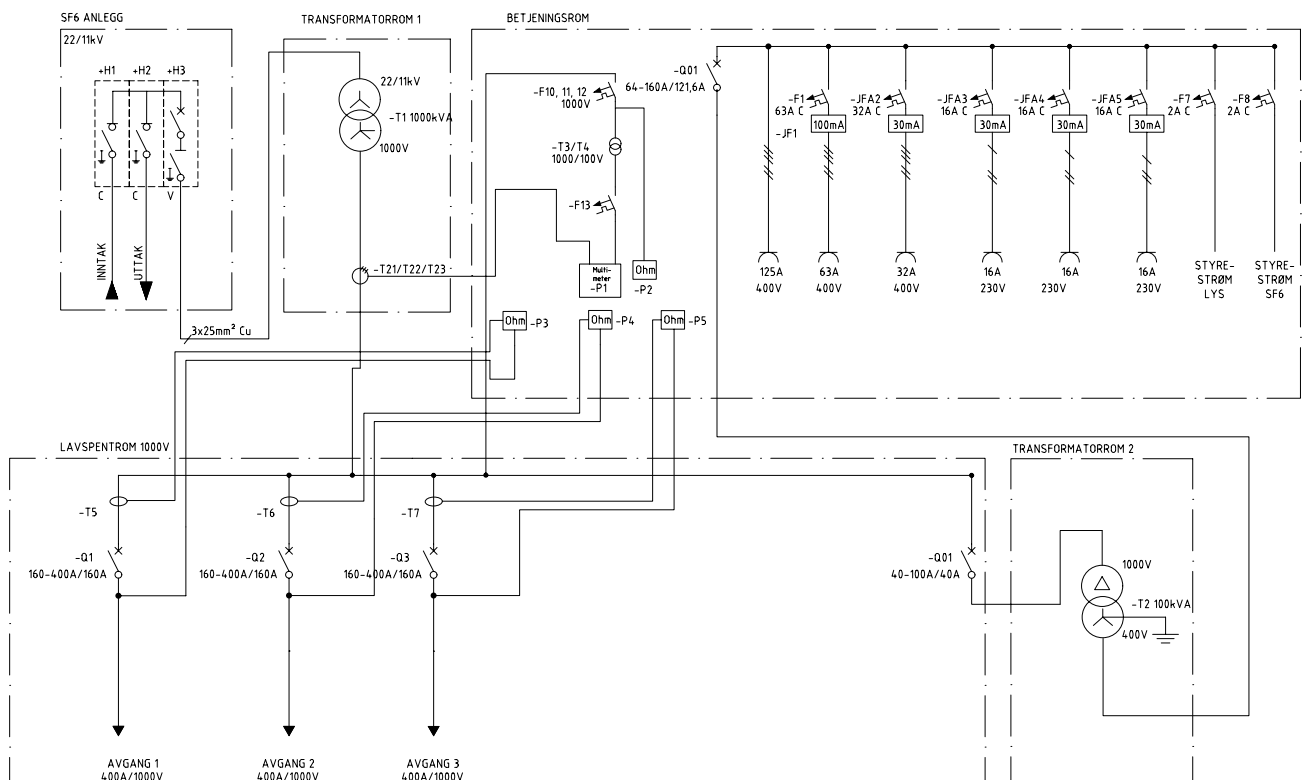 SF6 ANLEGG
22/11kV
+H1 +H2 +H3
C C V
INNTAK
UTTAK
3x25mm² Cu
TRANSFORMATORROM 1
22/11kV
-T1 1000kVA
1000V
-T21/T22/T23
BETJENINGSROM
-F10, 11, 12
1000V
-T3/T4
1000/100V
-F13
Multi-
meter
-P1
Ohm
-P2
Ohm -P3
Ohm -P4
Ohm -P5
-Q01
64-160A/121,6A
-JF1
-F1
63A C
100mA
-JFA2
32A C
30mA
-JFA3
16A C
30mA
-JFA4
16A C
30mA
-JFA5
16A C
30mA
-F7
2A C
-F8
2A C
125A
400V
63A
400V
32A
400V
16A
230V
16A
230V
16A
230V
STYRE-
STRØM
LYS
STYRE-
STRØM
SF6
LAVSPENTROM 1000V
-T5
-T6
-T7
-Q1
160-400A/160A
-Q2
160-400A/160A
-Q3
160-400A/160A
-Q01
40-100A/40A
AVGANG 1
400A/1000V
AVGANG 2
400A/1000V
AVGANG 3
400A/1000V
TRANSFORMATORROM 2
1000V
-T2 100kVA
400V